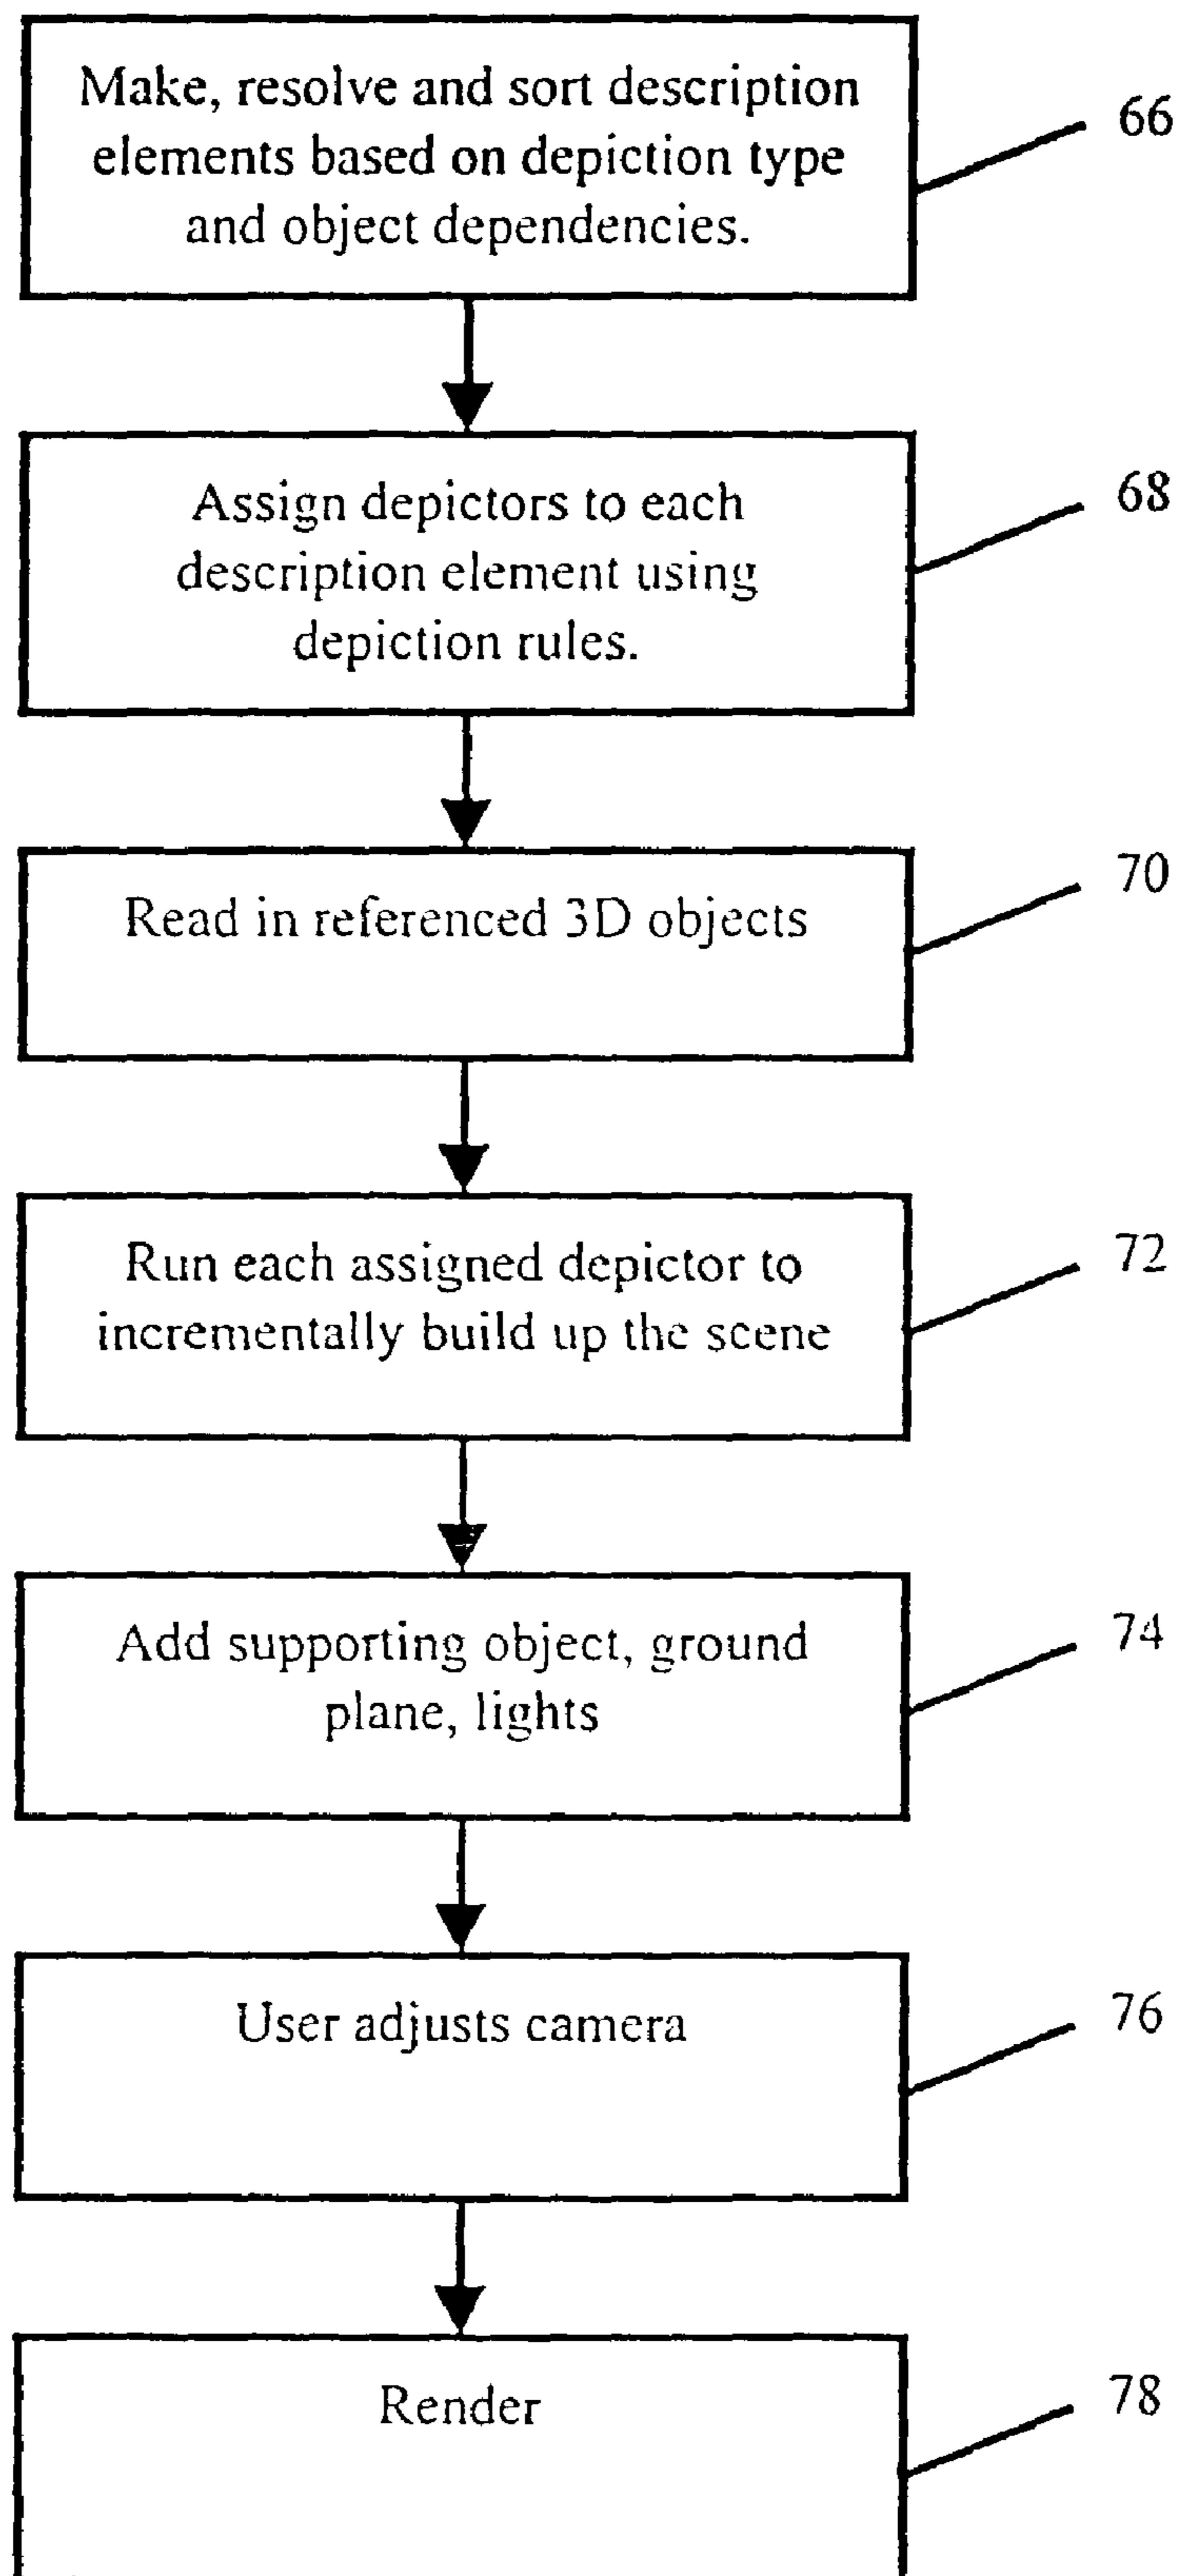 Make, resolve and sort description
elements based on depiction type
and object dependencies.
66
Assign depictors to each
description element using
depiction rules.
68
Read in referenced 3D objects
70
Run each assigned depictor to
incrementally build up the scene
72
Add supporting object, ground
plane, lights
74
User adjusts camera
76
Render
78